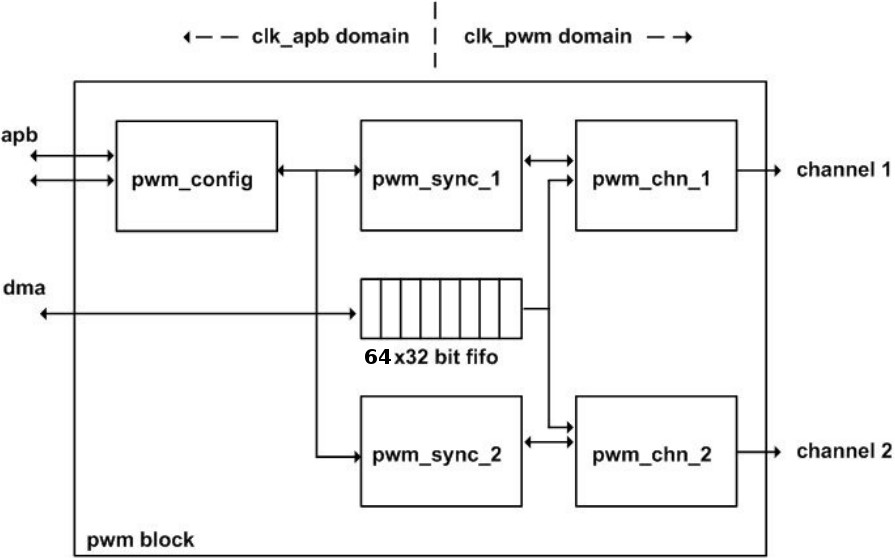 clk_apb domain
clk_pwm domain
apb
pwm_config
pwm_sync_1
pwm_chn_1
channel 1
dma
64x32 bit fifo
pwm_sync_2
pwm_chn_2
channel 2
pwm block